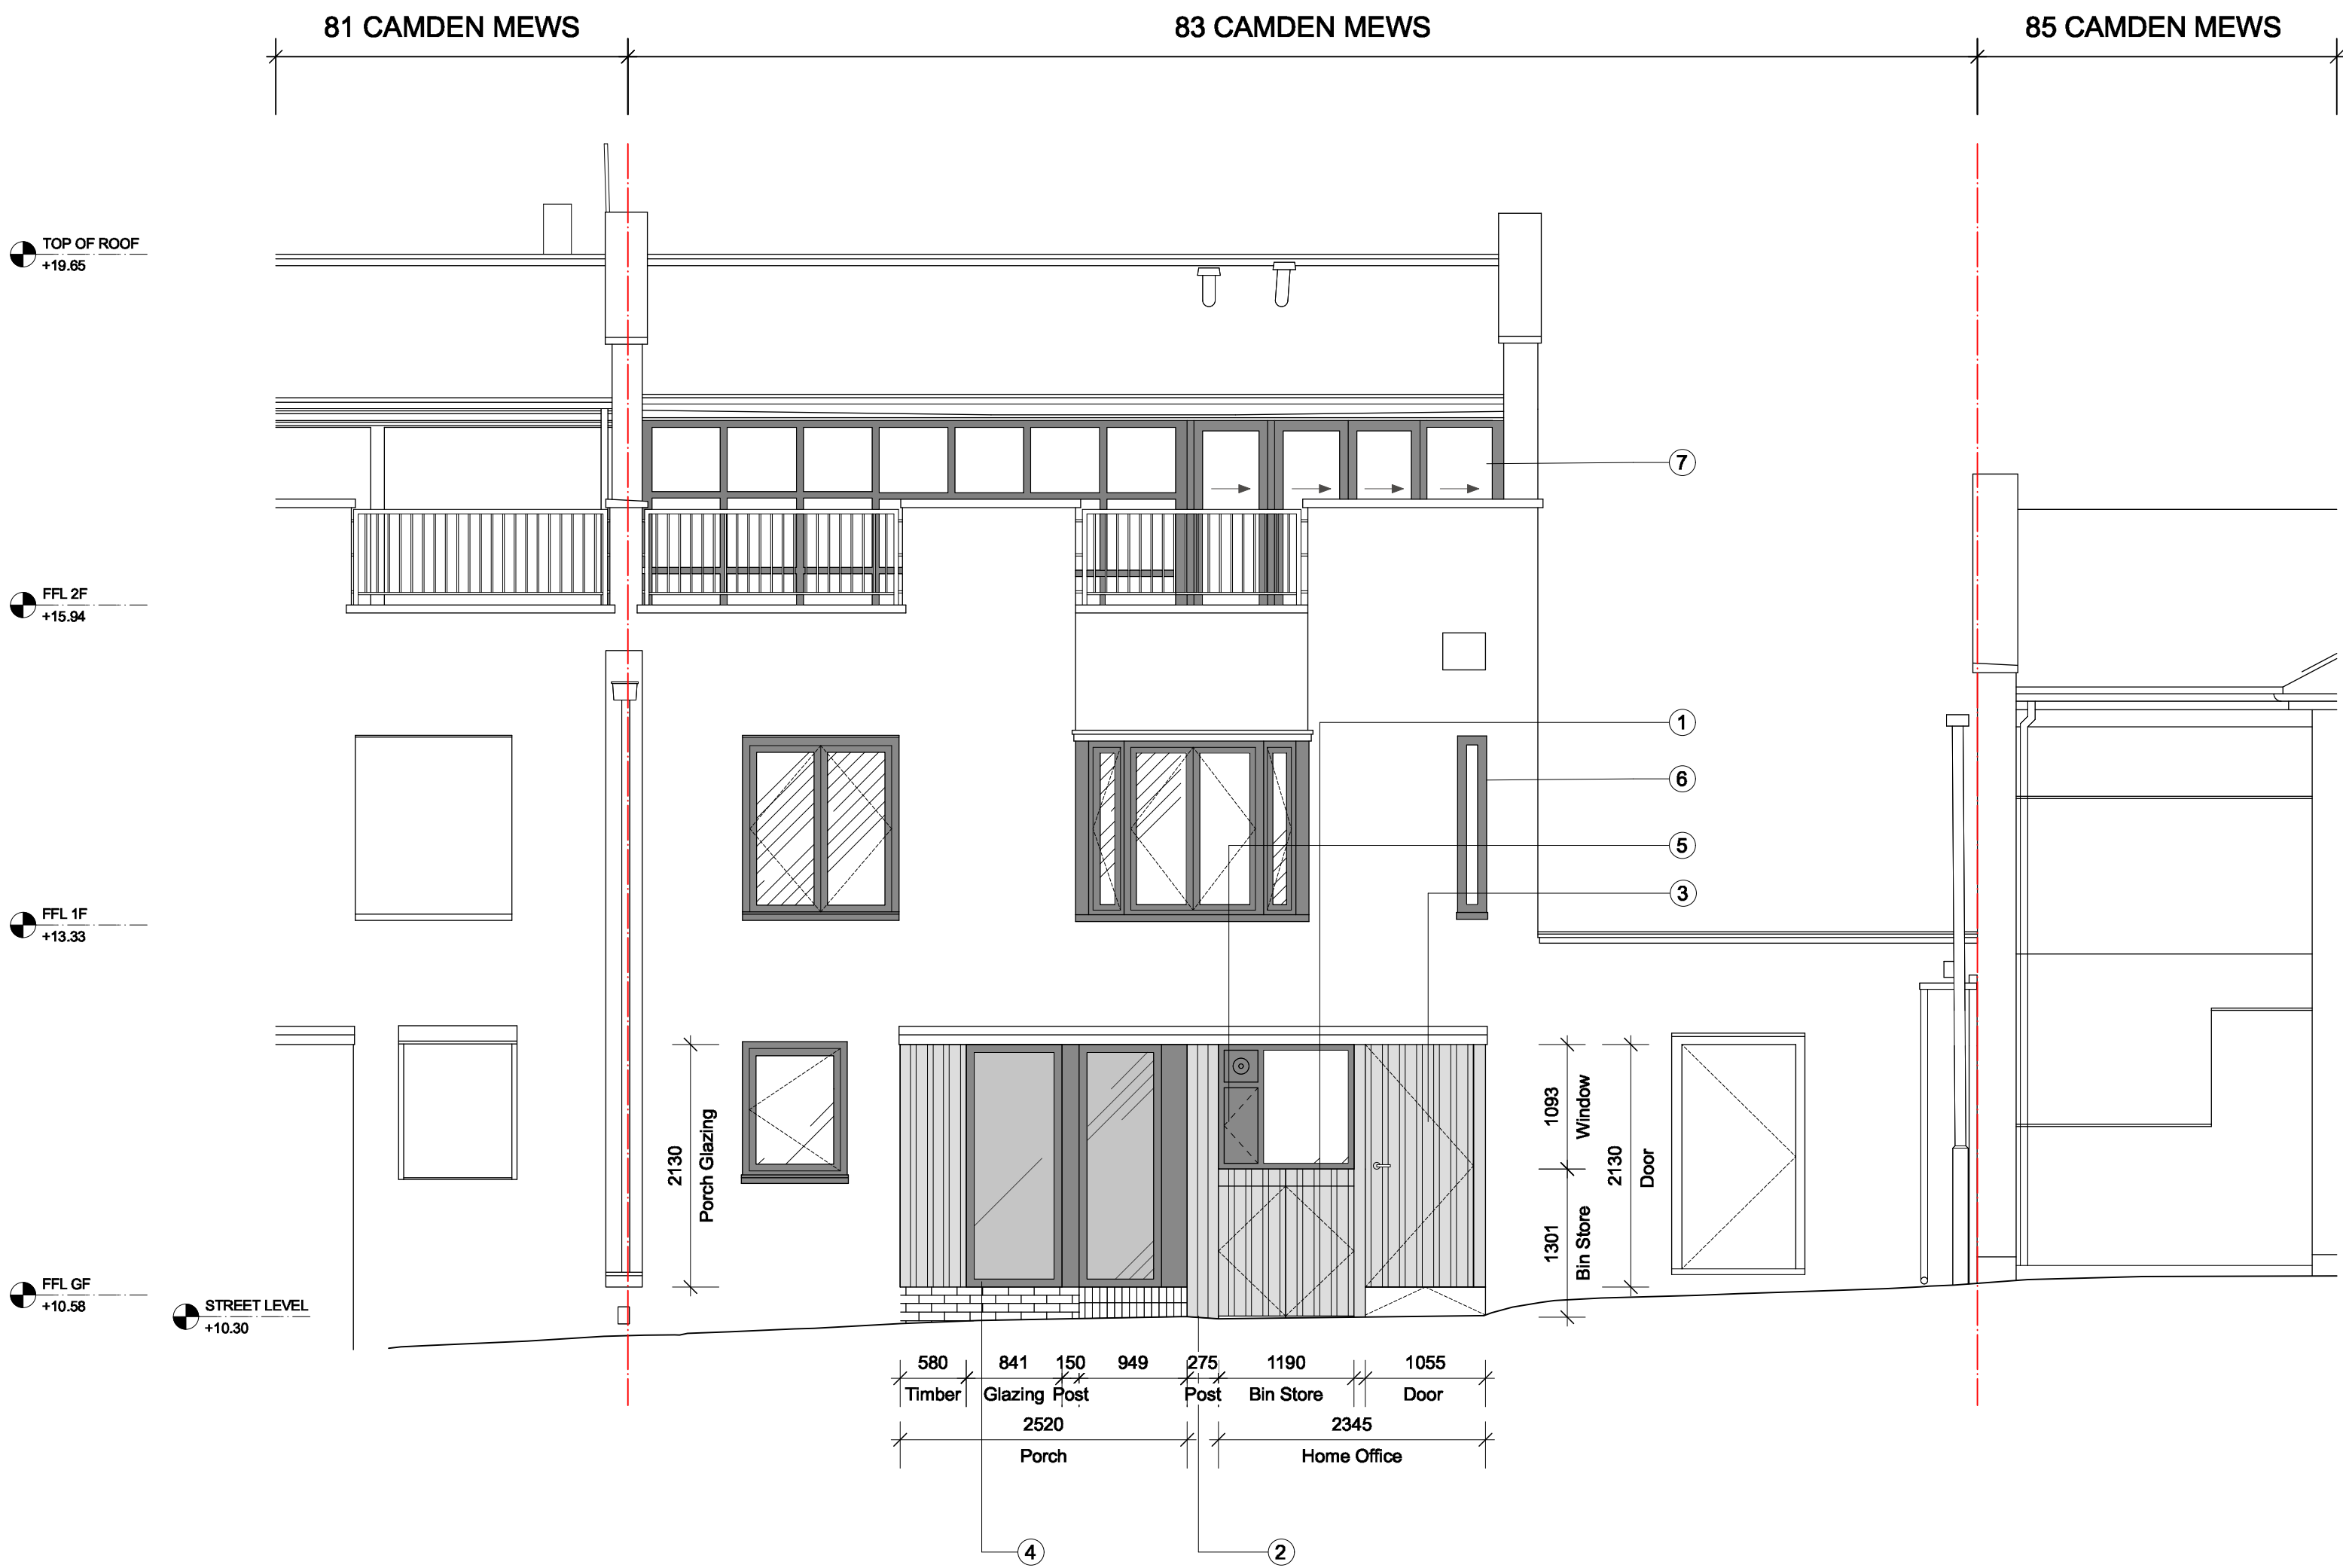 81 CAMDEN MEWS
83 CAMDEN MEWS
85 CAMDEN MEWS
TOP OF ROOF
+19.65
7
FFL 2F
+15.94
1
6
5
3
FFL 1F
+13.33
2130
Porch Glazing
1093
Window
2130
Door
1301
Bin Store
FFL GF
+10.58
STREET LEVEL
+10.30
580 841 150 949 275 1190 1055
Timber Glazing Post Post Bin Store Door
2520 2345
Porch Home Office
4 2